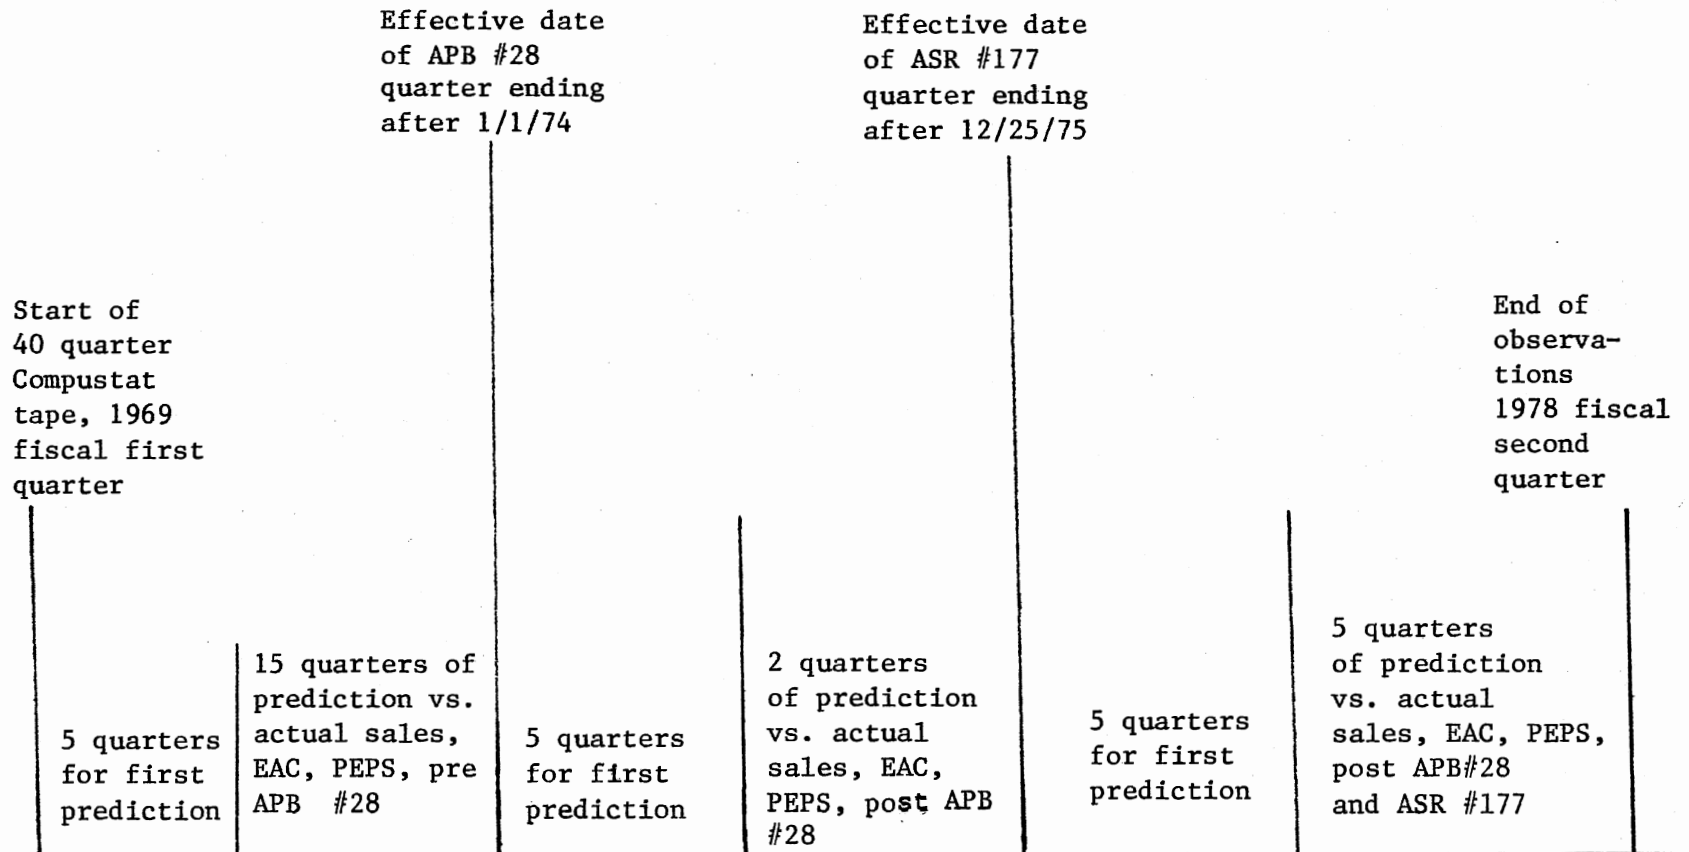 Effective date
of APB #28
quarter ending
after 1/1/74
Effective date
of ASR #177
quarter ending
after 12/25/75
Start of
40 quarter
Compustat
tape, 1969
fiscal first
quarter
End of
observa-
tions
1978 fiscal
second
quarter
5 quarters
for first
prediction
15 quarters of
prediction vs.
actual sales,
EAC, PEPS, pre
APB #28
5 quarters
for first
prediction
2 quarters
of prediction
vs. actual
sales, EAC,
PEPS, post APB
#28
5 quarters
for first
prediction
5 quarters
of prediction
vs. actual
sales, EAC, PEPS,
post APB#28
and ASR #177